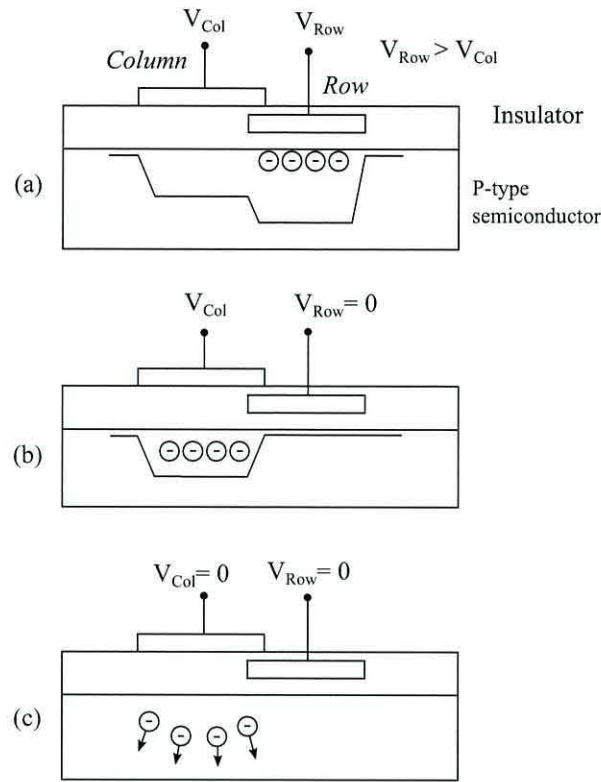 V_Col V_Row V_Row > V_Col
Column Row
Insulator
(a)
P-type
semiconductor
V_Col V_Row = 0
(b)
V_Col = 0 V_Row = 0
(c)